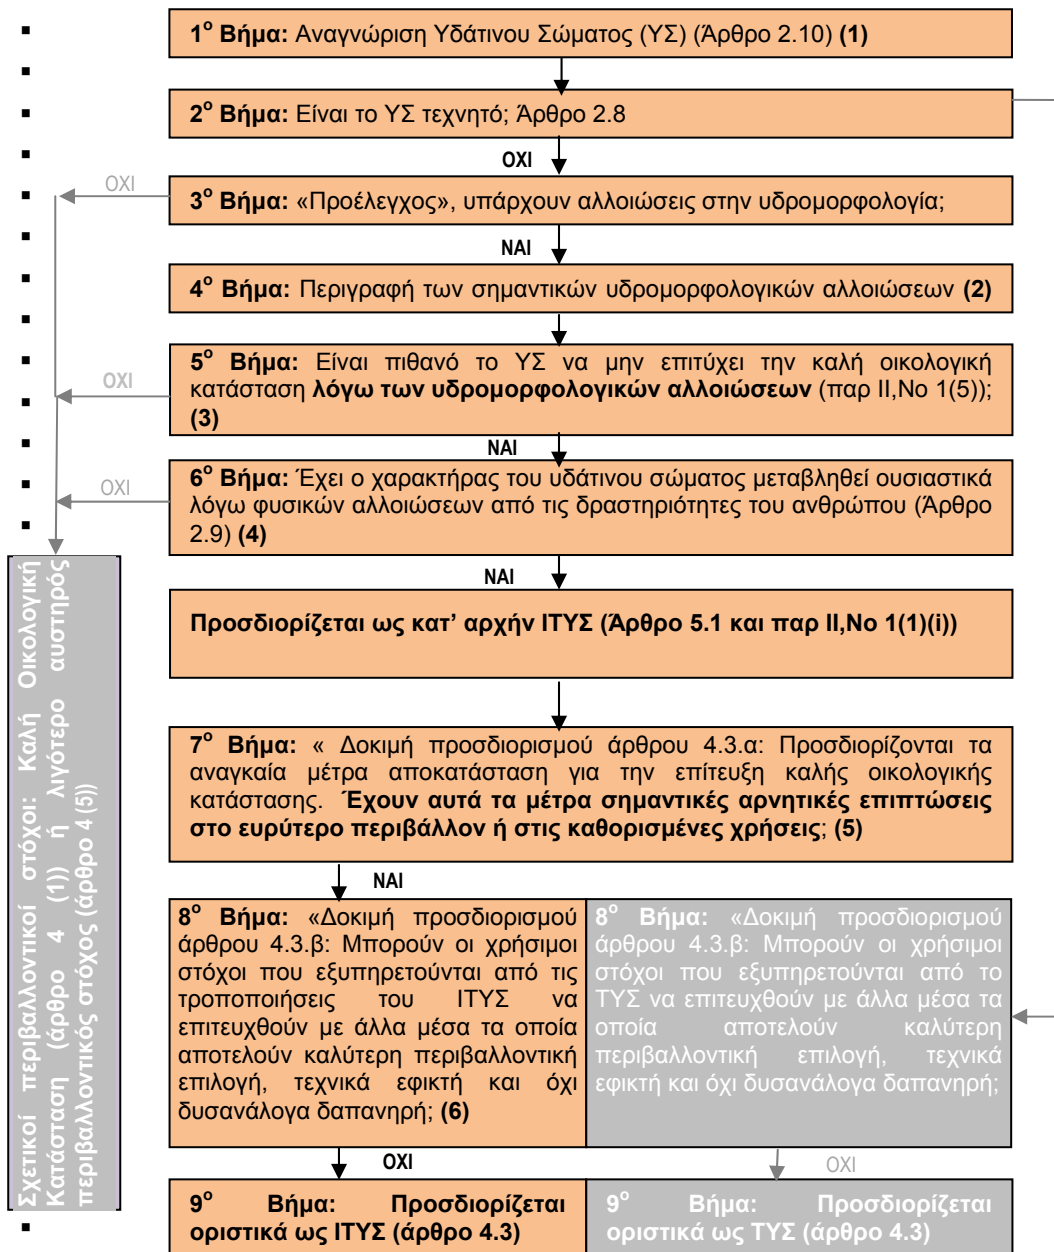 1ο Βήμα: Αναγνώριση Υδάτινου Σώματος (ΥΣ) (Άρθρο 2.10) (1)
2ο Βήμα: Είναι το ΥΣ τεχνητό; Άρθρο 2.8
ΟΧΙ
ΟΧΙ
3ο Βήμα: «Προέλεγχος», υπάρχουν αλλοιώσεις στην υδρομορφολογία;
ΝΑΙ
4ο Βήμα: Περιγραφή των σημαντικών υδρομορφολογικών αλλοιώσεων (2)
5ο Βήμα: Είναι πιθανό το ΥΣ να μην επιτύχει την καλή οικολογική
κατάσταση λόγω των υδρομορφολογικών αλλοιώσεων (παρ ΙΙ,Νο 1(5));
(3)
ΟΧΙ
ΝΑΙ
6ο Βήμα: Έχει ο χαρακτήρας του υδάτινου σώματος μεταβληθεί ουσιαστικά
λόγω φυσικών αλλοιώσεων από τις δραστηριότητες του ανθρώπου (Άρθρο
2.9) (4)
ΟΧΙ
ΝΑΙ
Προσδιορίζεται ως κατ’ αρχήν ΙΤΥΣ (Άρθρο 5.1 και παρ ΙΙ,Νο 1(1)(i))
7ο Βήμα: « Δοκιμή προσδιορισμού άρθρου 4.3.α: Προσδιορίζονται τα
αναγκαία μέτρα αποκατάσταση για την επίτευξη καλής οικολογικής
κατάστασης. Έχουν αυτά τα μέτρα σημαντικές αρνητικές επιπτώσεις
στο ευρύτερο περιβάλλον ή στις καθορισμένες χρήσεις; (5)
ΝΑΙ
8ο Βήμα: «Δοκιμή προσδιορισμού
άρθρου 4.3.β: Μπορούν οι χρήσιμοι
στόχοι που εξυπηρετούνται από τις
τροποποιήσεις του ΙΤΥΣ να
επιτευχθούν με άλλα μέσα τα οποία
αποτελούν καλύτερη περιβαλλοντική
επιλογή, τεχνικά εφικτή και όχι
δυσανάλογα δαπανηρή; (6)
8ο Βήμα: «Δοκιμή προσδιορισμού
άρθρου 4.3.β: Μπορούν οι χρήσιμοι
στόχοι που εξυπηρετούνται από το
ΤΥΣ να επιτευχθούν με άλλα μέσα τα
οποία αποτελούν καλύτερη
περιβαλλοντική επιλογή, τεχνικά
εφικτή και όχι δυσανάλογα δαπανηρή;
ΟΧΙ
ΟΧΙ
9ο Βήμα: Προσδιορίζεται
οριστικά ως ΙΤΥΣ (άρθρο 4.3)
9ο Βήμα: Προσδιορίζεται
οριστικά ως ΤΥΣ (άρθρο 4.3)
Σχετικοί περιβαλλοντικοί στόχοι: Καλή Οικολογική
Κατάσταση (άρθρο 4 (1)) ή λιγότερο αυστηρός
περιβαλλοντικός στόχος (άρθρο 4 (5))